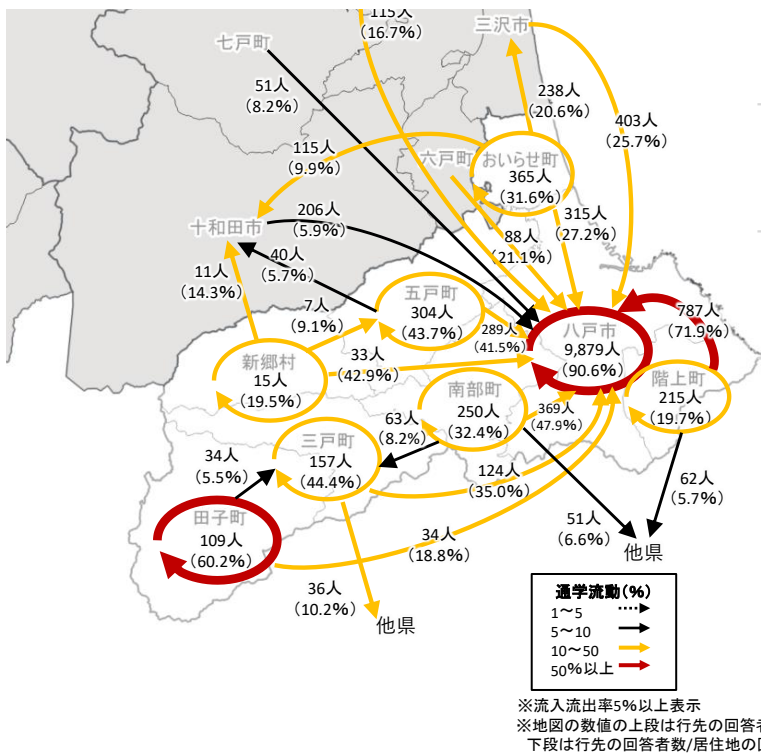 115人
(16.7%)
三沢市
七戸町
51人
(8.2%)
238人
(20.6%)
403人
(25.7%)
115人
(9.9%)
六戸町
おいらせ町
365人
(31.6%)
十和田市
206人
(5.9%)
88人
(21.1%)
315人
(27.2%)
40人
(5.7%)
11人
(14.3%)
7人
(9.1%)
五戸町
304人
(43.7%)
289人
(41.5%)
八戸市
9,879人
(90.6%)
787人
(71.9%)
新郷村
15人
(19.5%)
33人
(42.9%)
南部町
250人
(32.4%)
369人
(47.9%)
階上町
215人
(19.7%)
63人
(8.2%)
三戸町
157人
(44.4%)
34人
(5.5%)
124人
(35.0%)
62人
(5.7%)
田子町
109人
(60.2%)
34人
(18.8%)
51人
(6.6%)
他県
36人
(10.2%)
他県
通学流動(%)
1～5
5～10
10～50
50%以上
※流入流出率5%以上表示
※地図の数値の上段は行先の回答者
下段は行先の回答者数/居住地の回